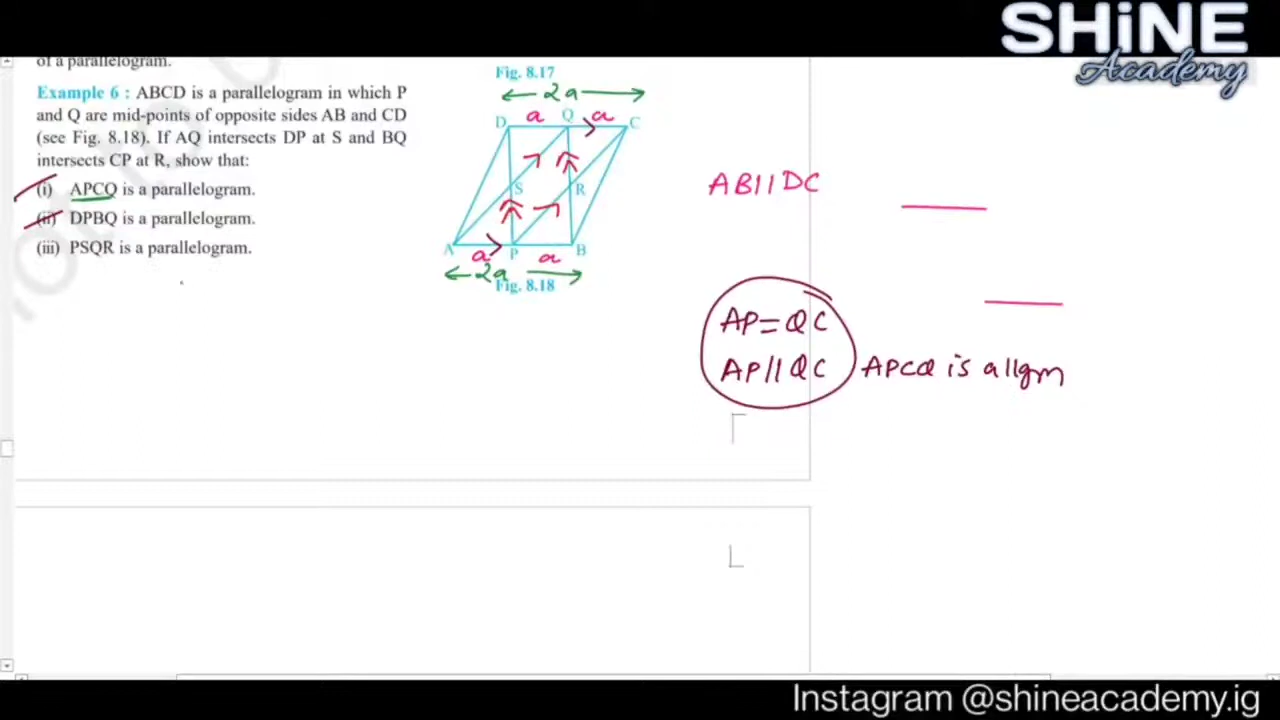 SHiNE
Academy
of a parallelogram.
Fig. 8.17
Example 6 : ABCD is a parallelogram in which P
and Q are mid-points of opposite sides AB and CD
(see Fig. 8.18). If AQ intersects DP at S and BQ
intersects CP at R, show that:
(i) APCQ is a parallelogram.
(ii) DPBQ is a parallelogram.
(iii) PSQR is a parallelogram.
2a
D a Q a C
S R
A a P a B
2a
Fig. 8.18
AB||DC
AP=QC
AP||QC APCQ is a ||gm
Instagram @shineacademy.ig